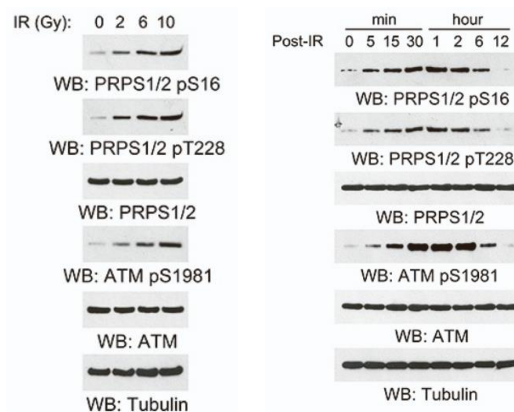 IR (Gy): 0 2 6 10
WB: PRPS1/2 pS16
WB: PRPS1/2 pT228
WB: PRPS1/2
WB: ATM pS1981
WB: ATM
WB: Tubulin
min hour
Post-IR 0 5 15 30 1 2 6 12
WB: PRPS1/2 pS16
WB: PRPS1/2 pT228
WB: PRPS1/2
WB: ATM pS1981
WB: ATM
WB: Tubulin